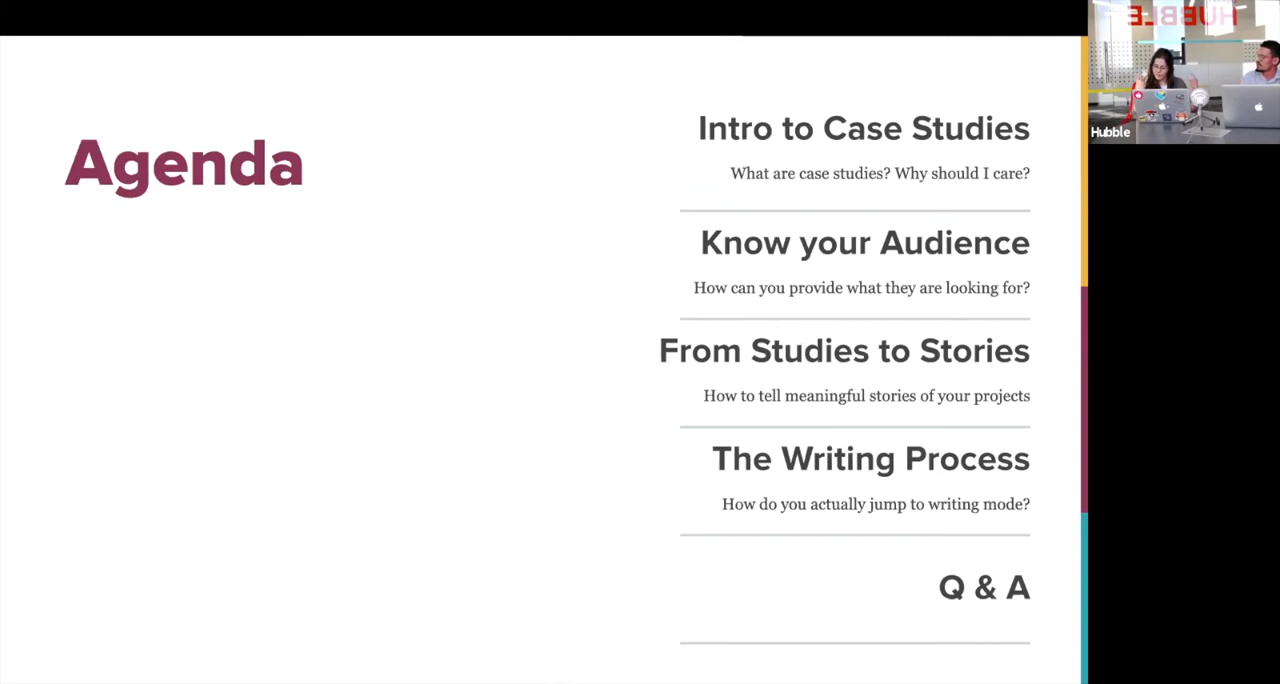 Agenda
Intro to Case Studies
What are case studies? Why should I care?
Know your Audience
How can you provide what they are looking for?
From Studies to Stories
How to tell meaningful stories of your projects
The Writing Process
How do you actually jump to writing mode?
Q & A
HUBBLE
Hubble